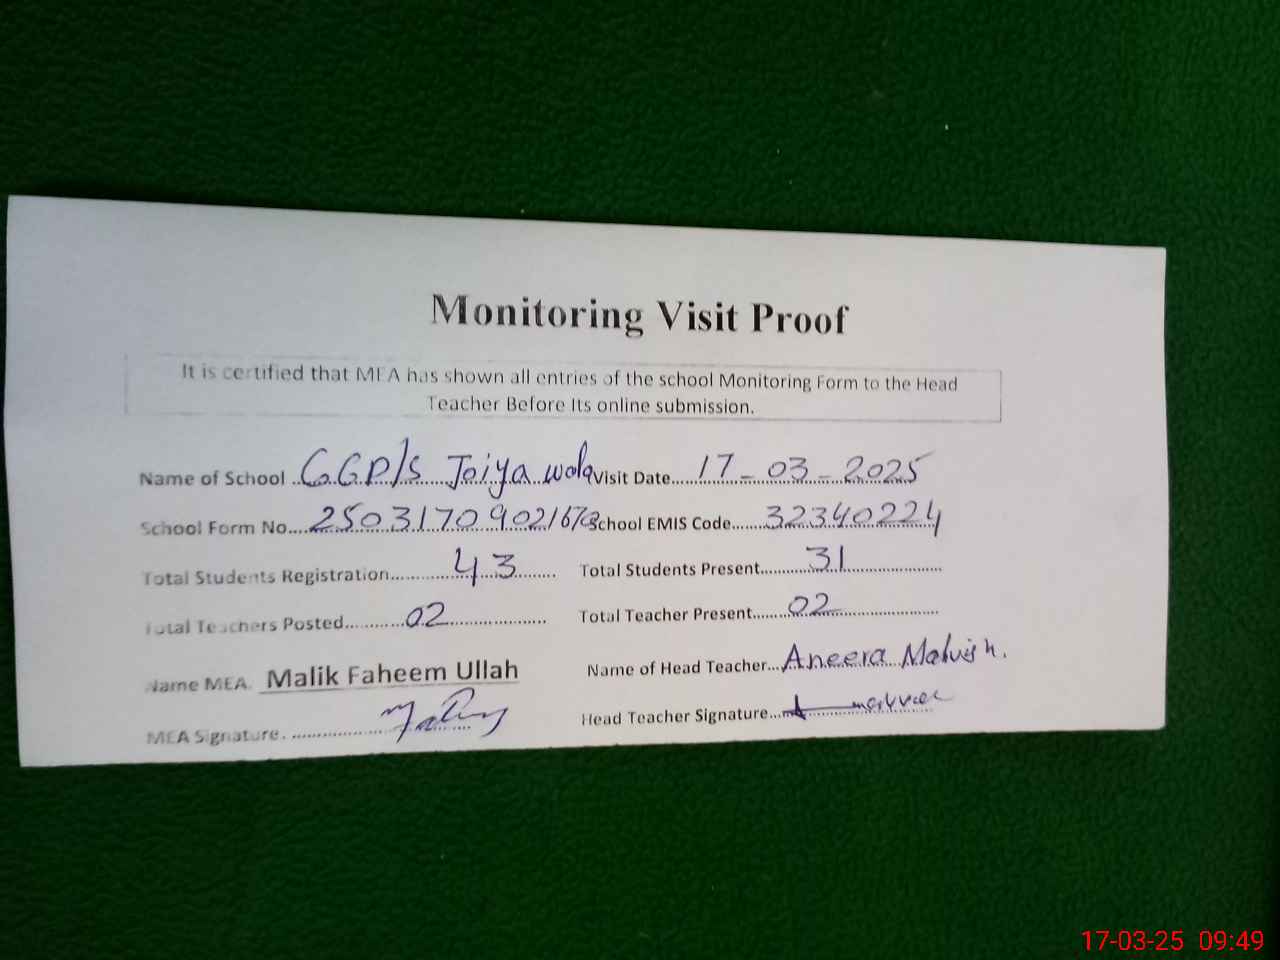 Monitoring Visit Proof
It is certified that MEA has shown all entries of the school Monitoring Form to the Head
Teacher Before Its online submission.
Name of School ...G.G.P/S Joiya wala Visit Date.....17-03-2025
School Form No... School EMIS Code.......32340224
Total Students Registration............43....... Total Students Present.........31...................
Total Teachers Posted...........02..................... Total Teacher Present.......02.....................
Name MEA. Malik Faheem Ullah Name of Head Teacher...Aneera
MEA Signature. ................... Head Teacher Signature...
17-03-25 09:49